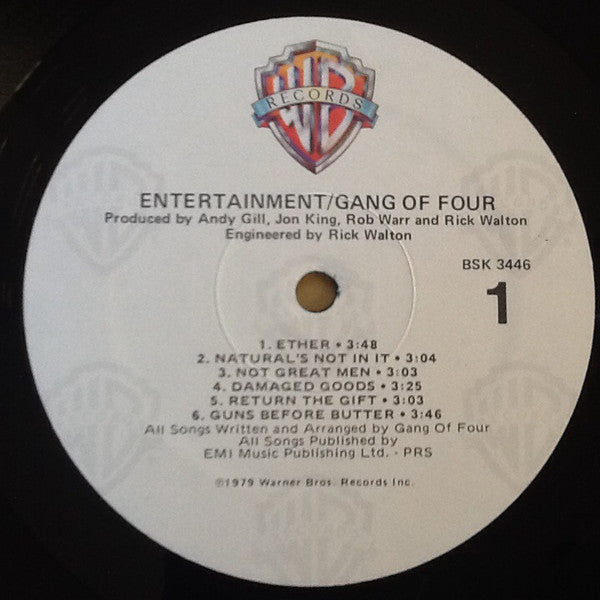 WB
RECORDS
ENTERTAINMENT/GANG OF FOUR
Produced by Andy Gill, Jon King, Rob Warr and Rick Walton
Engineered by Rick Walton
BSK 3446
1
1. ETHER • 3:48
2. NATURAL'S NOT IN IT • 3:04
3. NOT GREAT MEN • 3:03
4. DAMAGED GOODS • 3:25
5. RETURN THE GIFT • 3:03
6. GUNS BEFORE BUTTER • 3:46
All Songs Written and Arranged by Gang Of Four
All Songs Published by
EMI Music Publishing Ltd. - PRS
℗1979 Warner Bros. Records Inc.